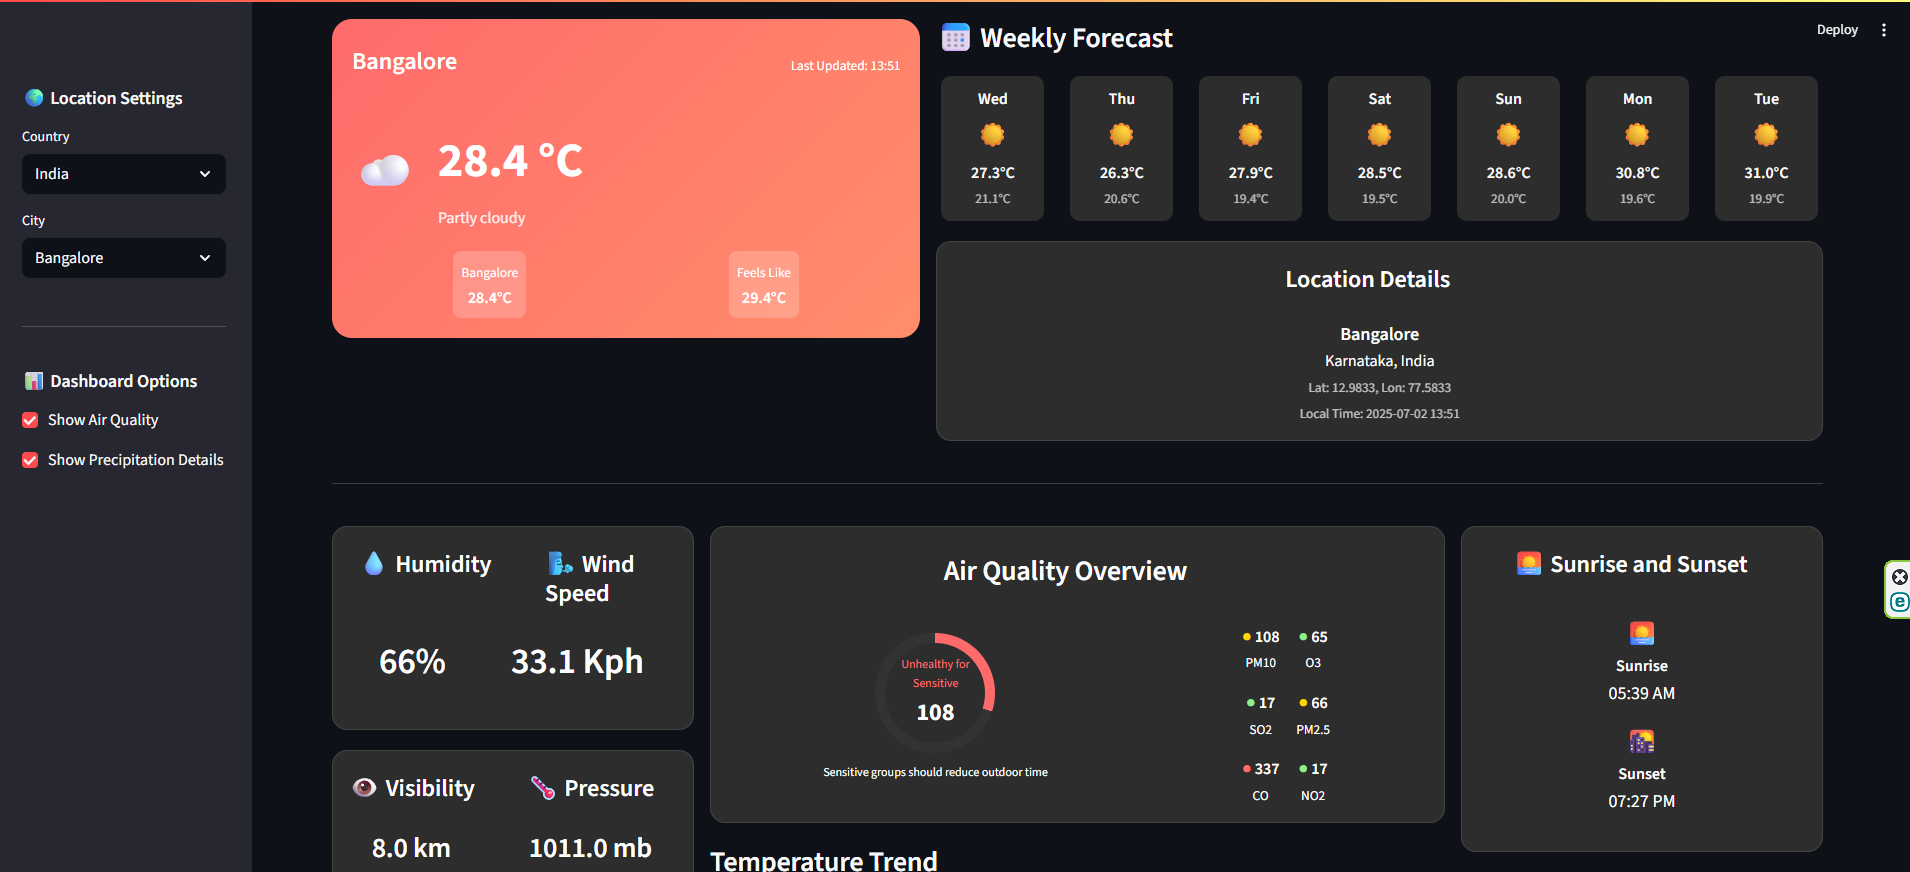 Deploy
Location Settings
Country
India
City
Bangalore
Dashboard Options
Show Air Quality
Show Precipitation Details
Bangalore
Last Updated: 13:51
28.4 °C
Partly cloudy
Bangalore
28.4°C
Feels Like
29.4°C
Weekly Forecast
Wed
27.3°C
21.1°C
Thu
26.3°C
20.6°C
Fri
27.9°C
19.4°C
Sat
28.5°C
19.5°C
Sun
28.6°C
20.0°C
Mon
30.8°C
19.6°C
Tue
31.0°C
19.9°C
Location Details
Bangalore
Karnataka, India
Lat: 12.9833, Lon: 77.5833
Local Time: 2025-07-02 13:51
Humidity
66%
Wind
Speed
33.1 Kph
Visibility
8.0 km
Pressure
1011.0 mb
Air Quality Overview
Unhealthy for
Sensitive
108
Sensitive groups should reduce outdoor time
108
PM10
65
O3
17
SO2
66
PM2.5
337
CO
17
NO2
Temperature Trend
Sunrise and Sunset
Sunrise
05:39 AM
Sunset
07:27 PM
e